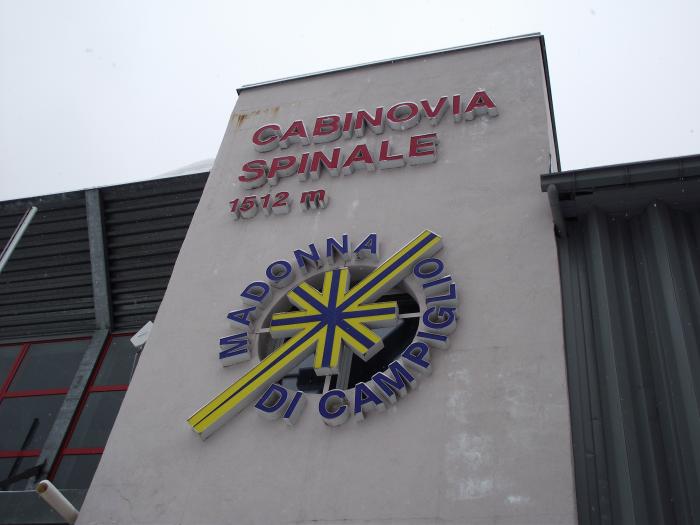 CABINOVIA
SPINALE
1512 m
MADONNA
DI CAMPIGLIO